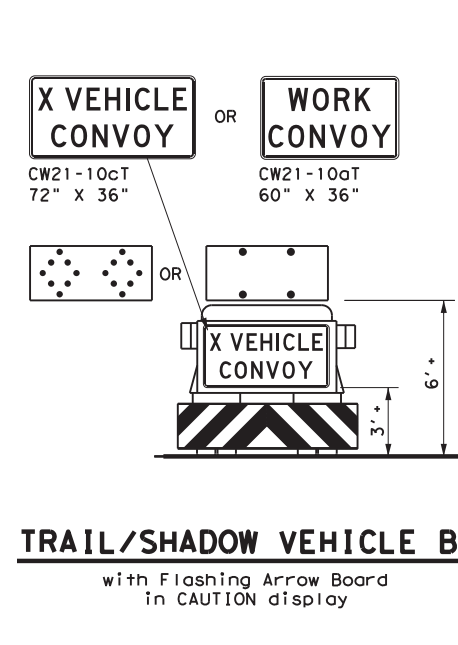 X VEHICLE
CONVOY
OR
WORK
CONVOY
CW21-10cT
72" X 36"
CW21-10aT
60" X 36"
OR
X VEHICLE
CONVOY
6' +
3' +
TRAIL/SHADOW VEHICLE B
with Flashing Arrow Board
in CAUTION display